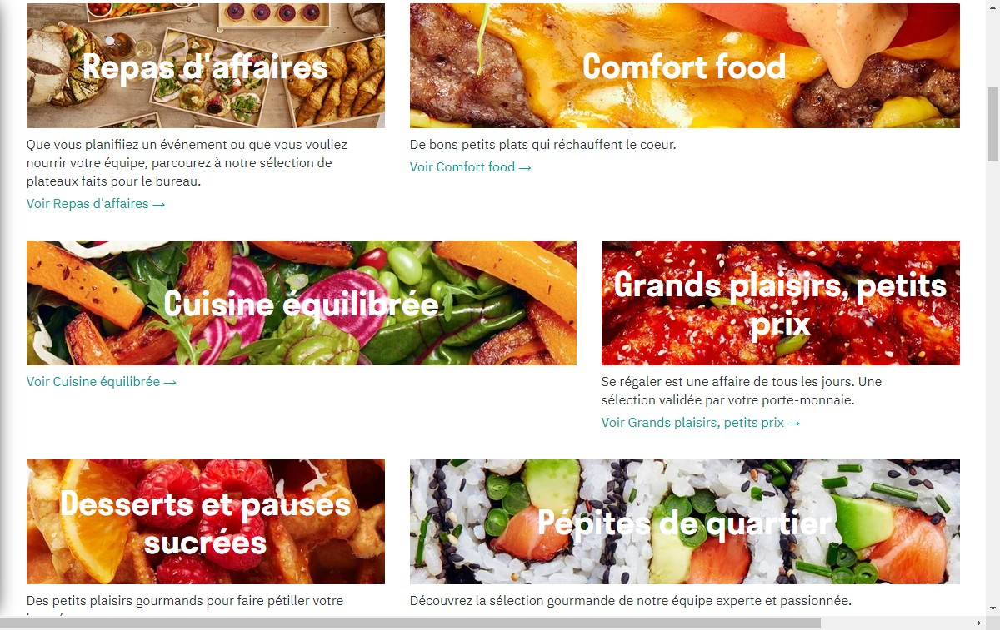 Repas d'affaires
Que vous planifiiez un événement ou que vous vouliez
nourrir votre équipe, parcourez à notre sélection de
plateaux faits pour le bureau.
Voir Repas d'affaires →
Comfort food
De bons petits plats qui réchauffent le coeur.
Voir Comfort food →
Cuisine équilibrée
Voir Cuisine équilibrée →
Grands plaisirs, petits
prix
Se régaler est une affaire de tous les jours. Une
sélection validée par votre porte-monnaie.
Voir Grands plaisirs, petits prix →
Desserts et pauses
sucrées
Des petits plaisirs gourmands pour faire pétiller votre
Pépites de quartier
Découvrez la sélection gourmande de notre équipe experte et passionnée.